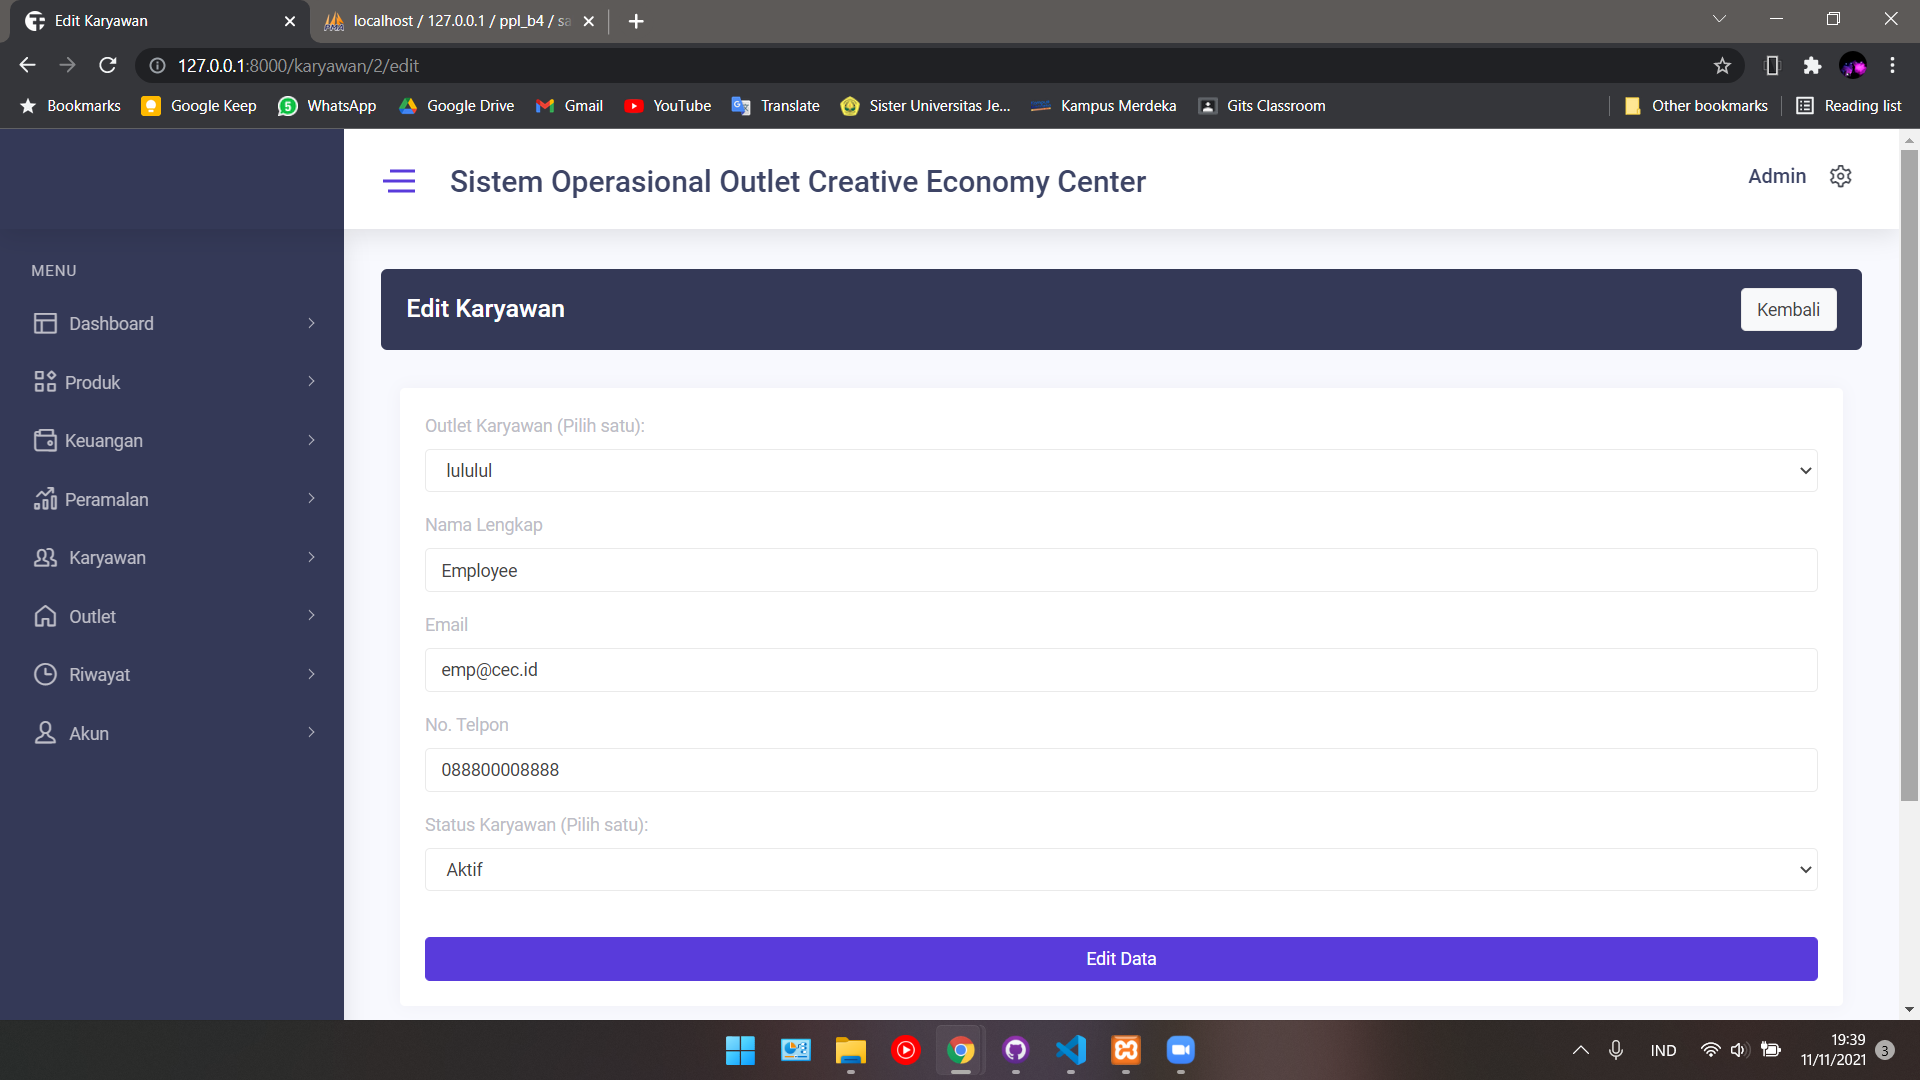 Edit Karyawan
localhost / 127.0.0.1 / ppl_b4 / sa
127.0.0.1:8000/karyawan/2/edit
Bookmarks
Google Keep
WhatsApp
Google Drive
Gmail
YouTube
Translate
Sister Universitas Je...
Kampus Merdeka
Gits Classroom
Other bookmarks
Reading list
Sistem Operasional Outlet Creative Economy Center
Admin
MENU
Dashboard
Produk
Keuangan
Peramalan
Karyawan
Outlet
Riwayat
Akun
Edit Karyawan
Kembali
Outlet Karyawan (Pilih satu):
lululul
Nama Lengkap
Employee
Email
emp@cec.id
No. Telpon
088800008888
Status Karyawan (Pilih satu):
Aktif
Edit Data
IND
19:39
11/11/2021
3